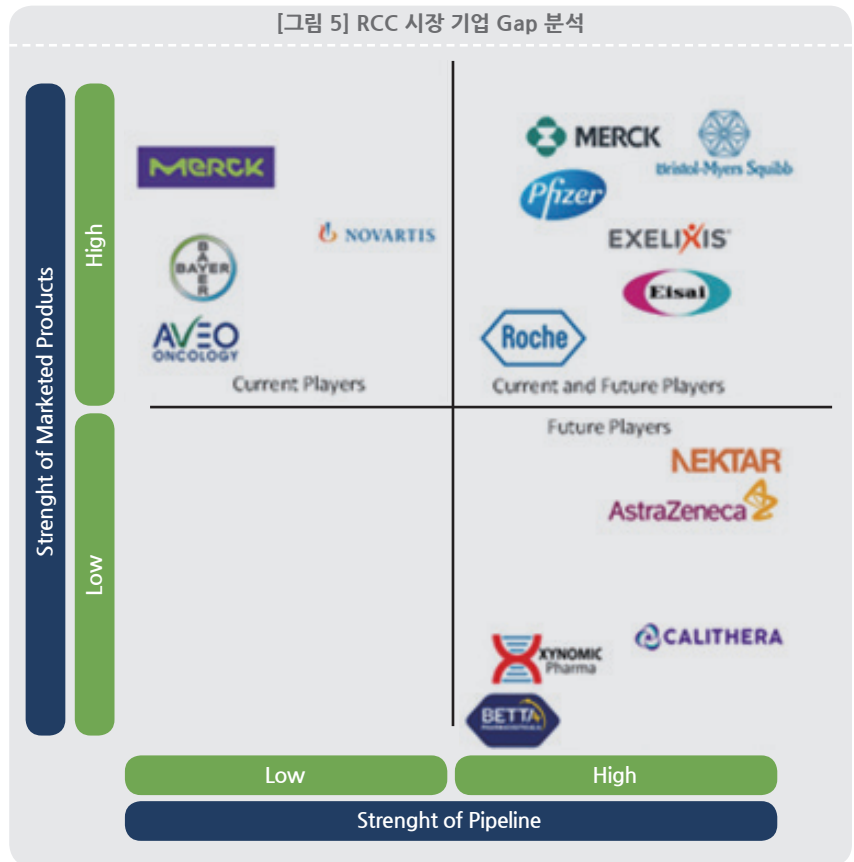 [그림 5] RCC 시장 기업 Gap 분석
Strenght of Marketed Products
High
Low
MERCK
NOVARTIS
BAYER
BAYER
AVEO
ONCOLOGY
Current Players
MERCK
Bristol-Myers Squibb
Pfizer
EXELIXIS
Eisai
Roche
Current and Future Players
Future Players
NEKTAR
AstraZeneca
CALITHERA
XYNOMIC
Pharma
BETTA
PHARMACEUTICALS
Low
High
Strenght of Pipeline